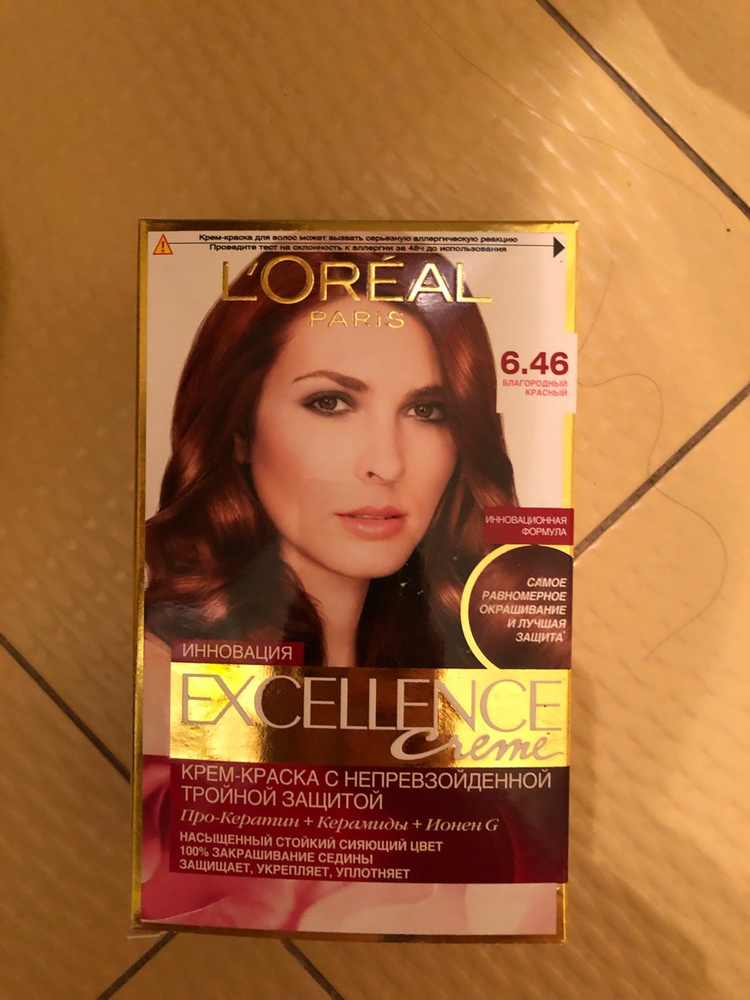 Крем-краска для волос может вызвать серьезную аллергическую реакцию
Проведите тест на склонность к аллергии за 48ч до использования
L'ORÉAL
PARIS
6.46
БЛАГОРОДНЫЙ
КРАСНЫЙ
ИННОВАЦИОННАЯ
ФОРМУЛА
САМОЕ
РАВНОМЕРНОЕ
ОКРАШИВАНИЕ
И ЛУЧШАЯ
ЗАЩИТА*
ИННОВАЦИЯ
EXCELLENCE
Creme
КРЕМ-КРАСКА С НЕПРЕВЗОЙДЕННОЙ
ТРОЙНОЙ ЗАЩИТОЙ
Про-Кератин + Керамиды + Ионен G
НАСЫЩЕННЫЙ СТОЙКИЙ СИЯЮЩИЙ ЦВЕТ
100% ЗАКРАШИВАНИЕ СЕДИНЫ
ЗАЩИЩАЕТ, УКРЕПЛЯЕТ, УПЛОТНЯЕТ